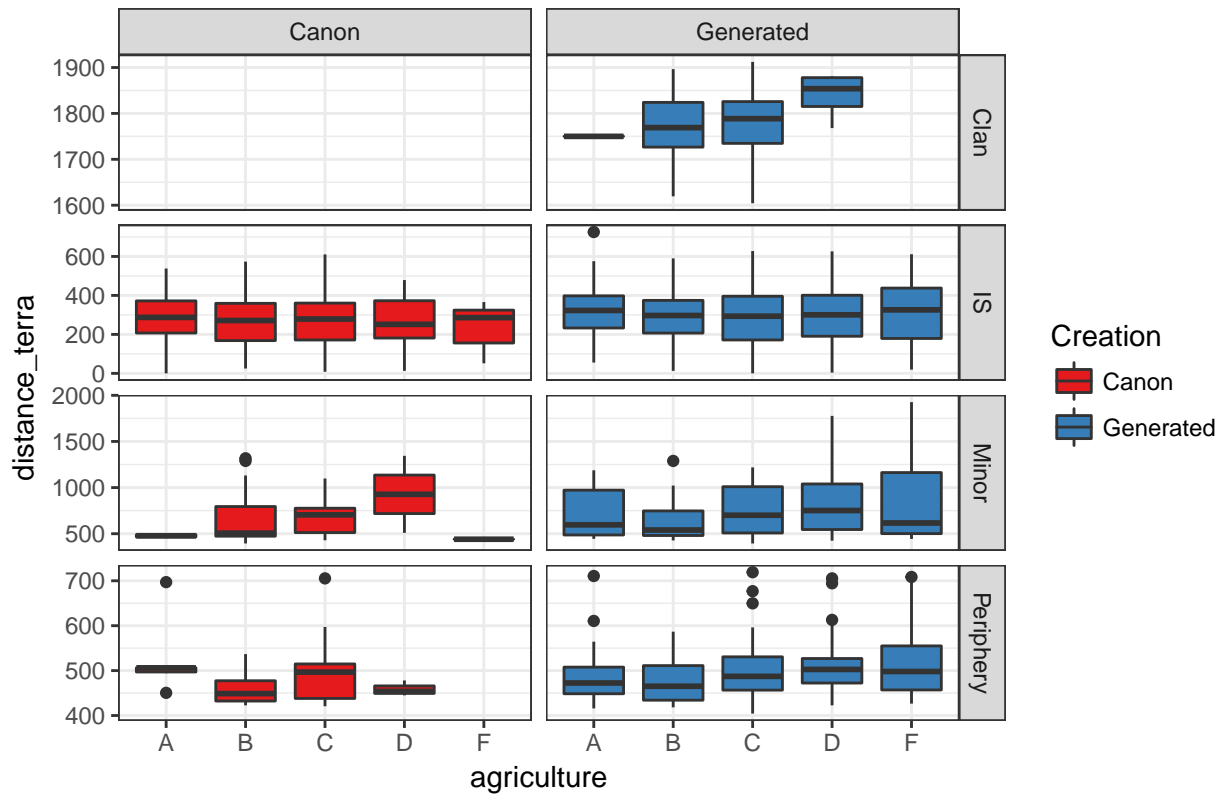 Canon Generated
1900
1800
1700
1600
Clan
600
400
200
0
IS
2000
1500
1000
500
Minor
700
600
500
400
Periphery
A B C D F A B C D F
agriculture
distance_terra
Creation
Canon
Generated